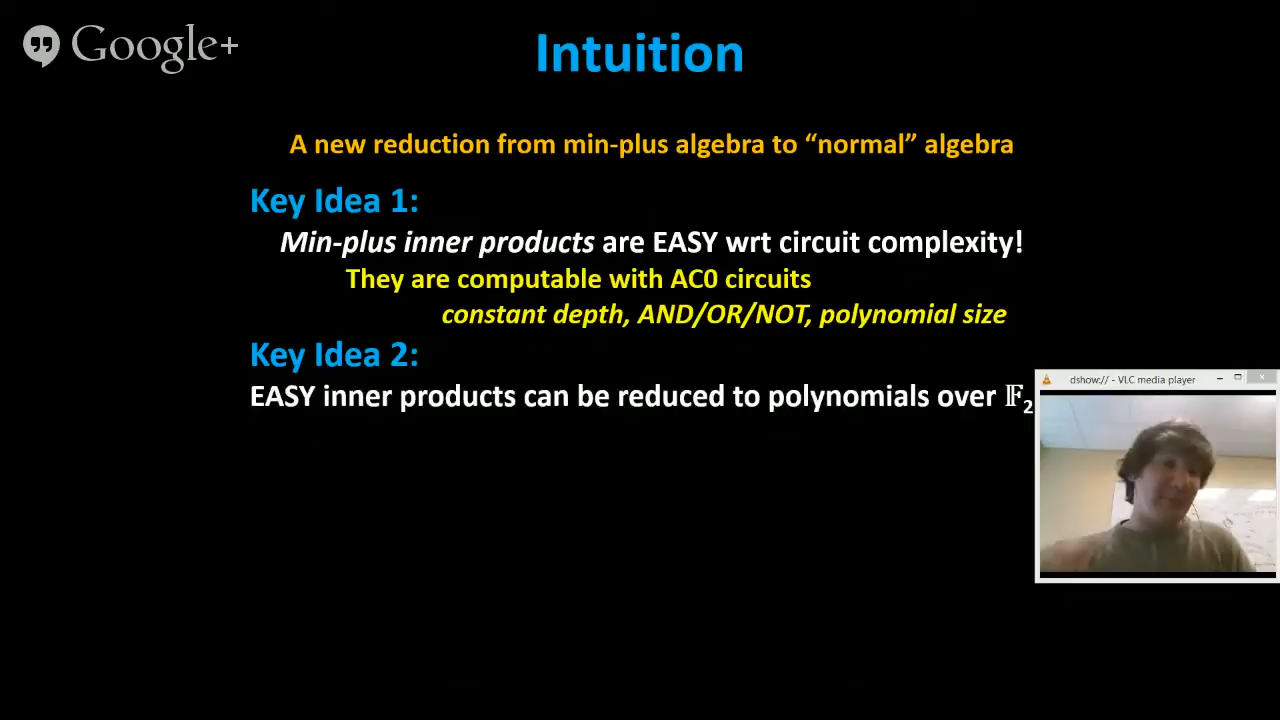 Google+
Intuition
A new reduction from min-plus algebra to “normal” algebra
Key Idea 1:
Min-plus inner products are EASY wrt circuit complexity!
They are computable with AC0 circuits
constant depth, AND/OR/NOT, polynomial size
Key Idea 2:
EASY inner products can be reduced to polynomials over 𝔽₂
dshow:// - VLC media player